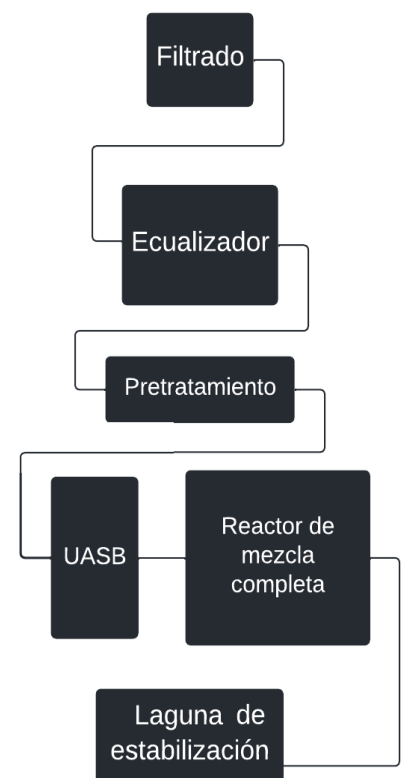 Filtrado
Ecualizador
Pretratamiento
UASB
Reactor de
mezcla
completa
Laguna de
estabilización